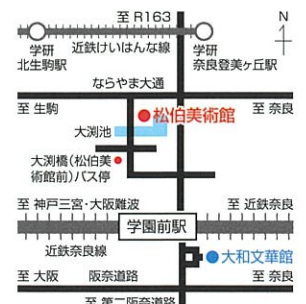 至 R163
N
学研
北生駒駅
近鉄けいはんな線
学研
奈良登美ヶ丘駅
ならやま大通
至 生駒
至 奈良
松伯美術館
大渕池
大渕橋(松伯美
術館前)バス停
至 神戸三宮・大阪難波
至 近鉄奈良
学園前駅
近鉄奈良線
大和文華館
至 大阪
阪奈道路
至 奈良
至 第二阪奈道路